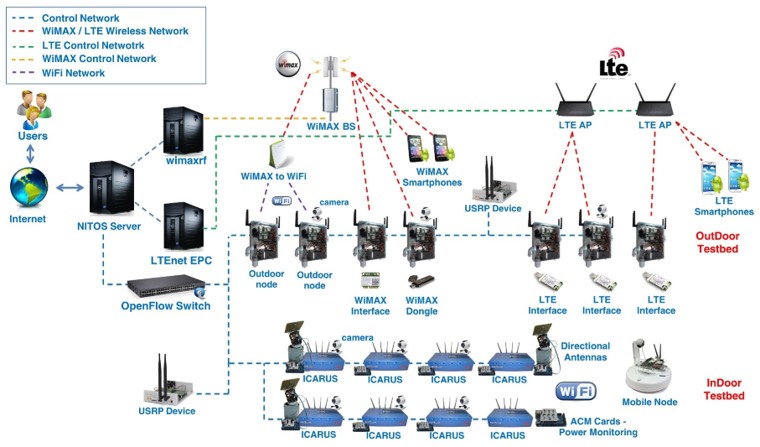 Control Network
WiMAX / LTE Wireless Network
LTE Control Netwotrk
WiMAX Control Network
WiFi Network
wimax
Lte
Users
wimaxrf
WiMAX BS
LTE AP
LTE AP
Internet
NITOS Server
WiMAX to WiFi
WiMAX
Smartphones
USRP Device
LTE
Smartphones
WiFi
camera
LTEnet EPC
OutDoor
Testbed
Outdoor
node
Outdoor
node
WiMAX
Interface
WiMAX
Dongle
LTE
Interface
LTE
Interface
LTE
Interface
OpenFlow Switch
camera
Directional
Antennas
ICARUS
ICARUS
ICARUS
ICARUS
WiFi
Mobile Node
InDoor
Testbed
USRP Device
ICARUS
ICARUS
ICARUS
ICARUS
ACM Cards -
Power Monitoring